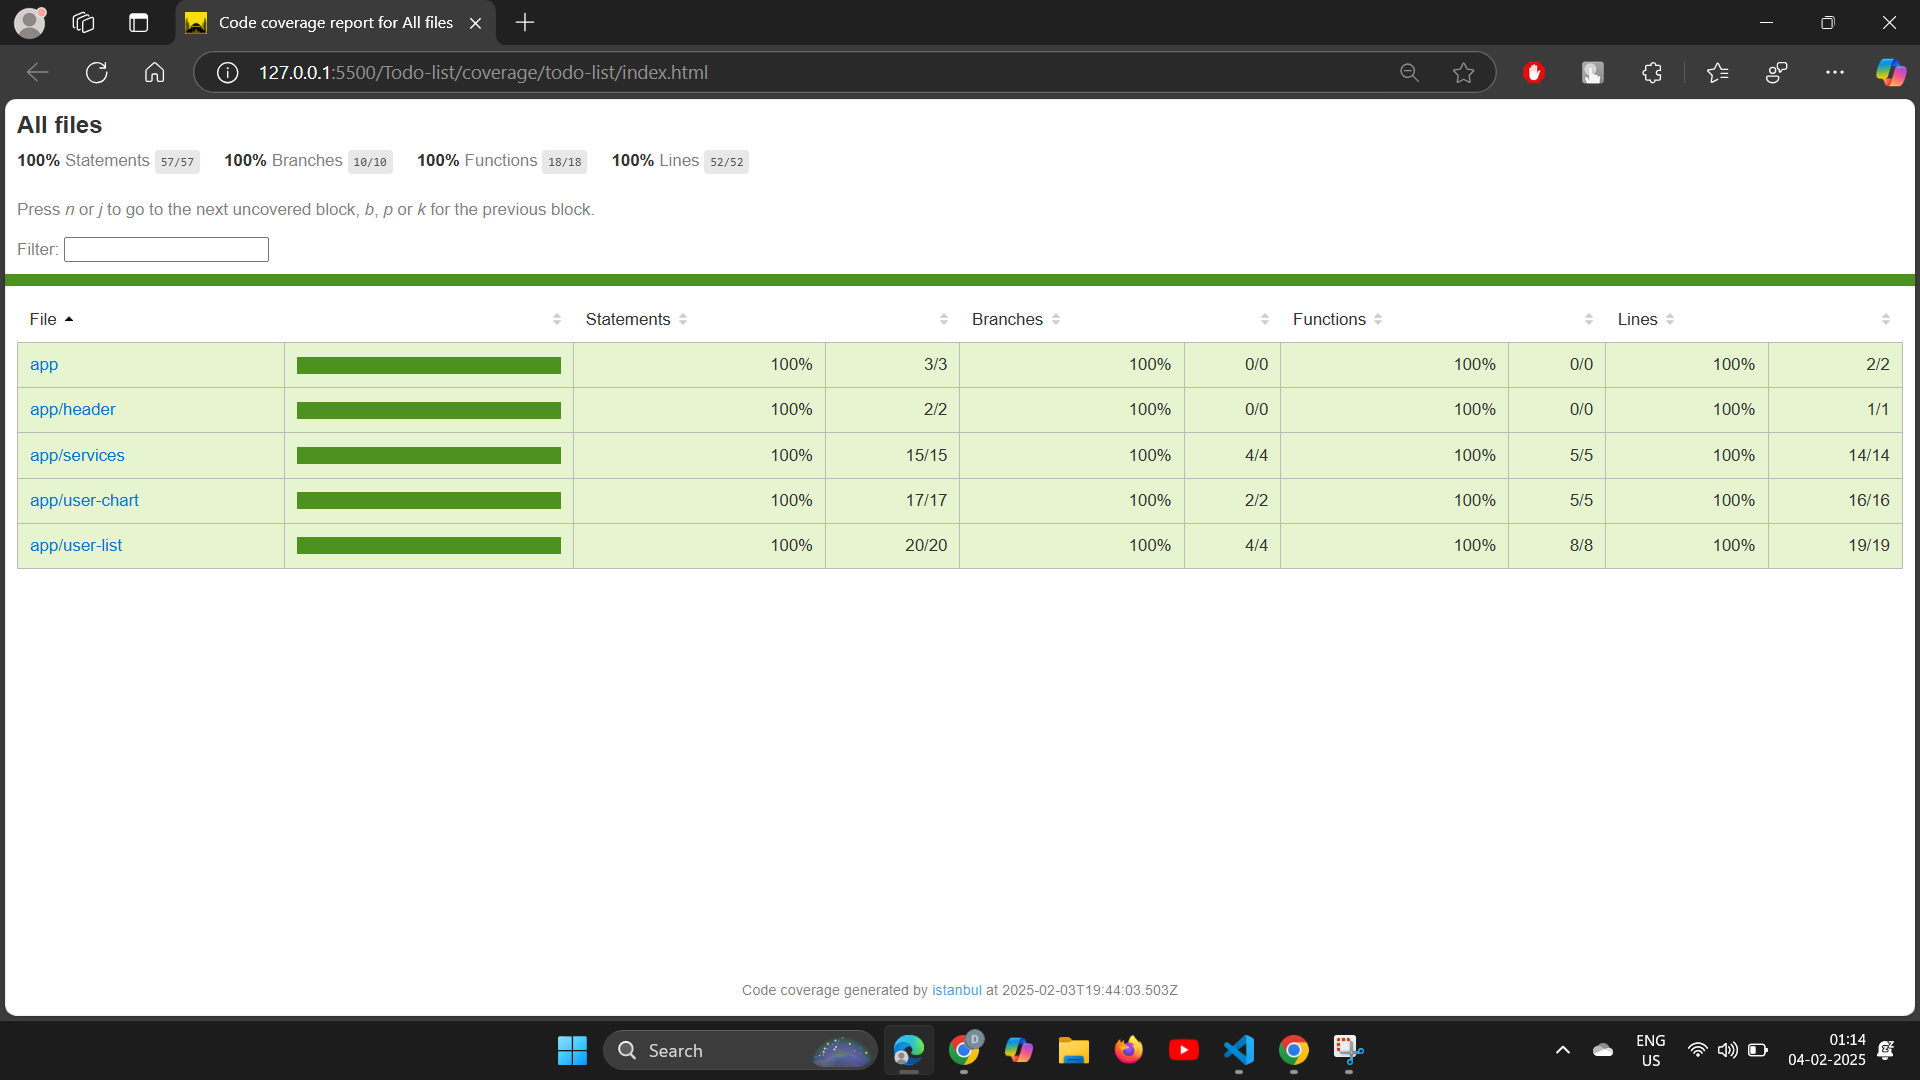 Code coverage report for All files
127.0.0.1:5500/Todo-list/coverage/todo-list/index.html
All files
100% Statements 57/57 100% Branches 10/10 100% Functions 18/18 100% Lines 52/52
Press n or j to go to the next uncovered block, b, p or k for the previous block.
Filter:
File Statements Branches Functions Lines
app 100% 3/3 100% 0/0 100% 0/0 100% 2/2
app/header 100% 2/2 100% 0/0 100% 0/0 100% 1/1
app/services 100% 15/15 100% 4/4 100% 5/5 100% 14/14
app/user-chart 100% 17/17 100% 2/2 100% 5/5 100% 16/16
app/user-list 100% 20/20 100% 4/4 100% 8/8 100% 19/19
Code coverage generated by istanbul at 2025-02-03T19:44:03.503Z
Search
D
ENG
US
01:14
04-02-2025